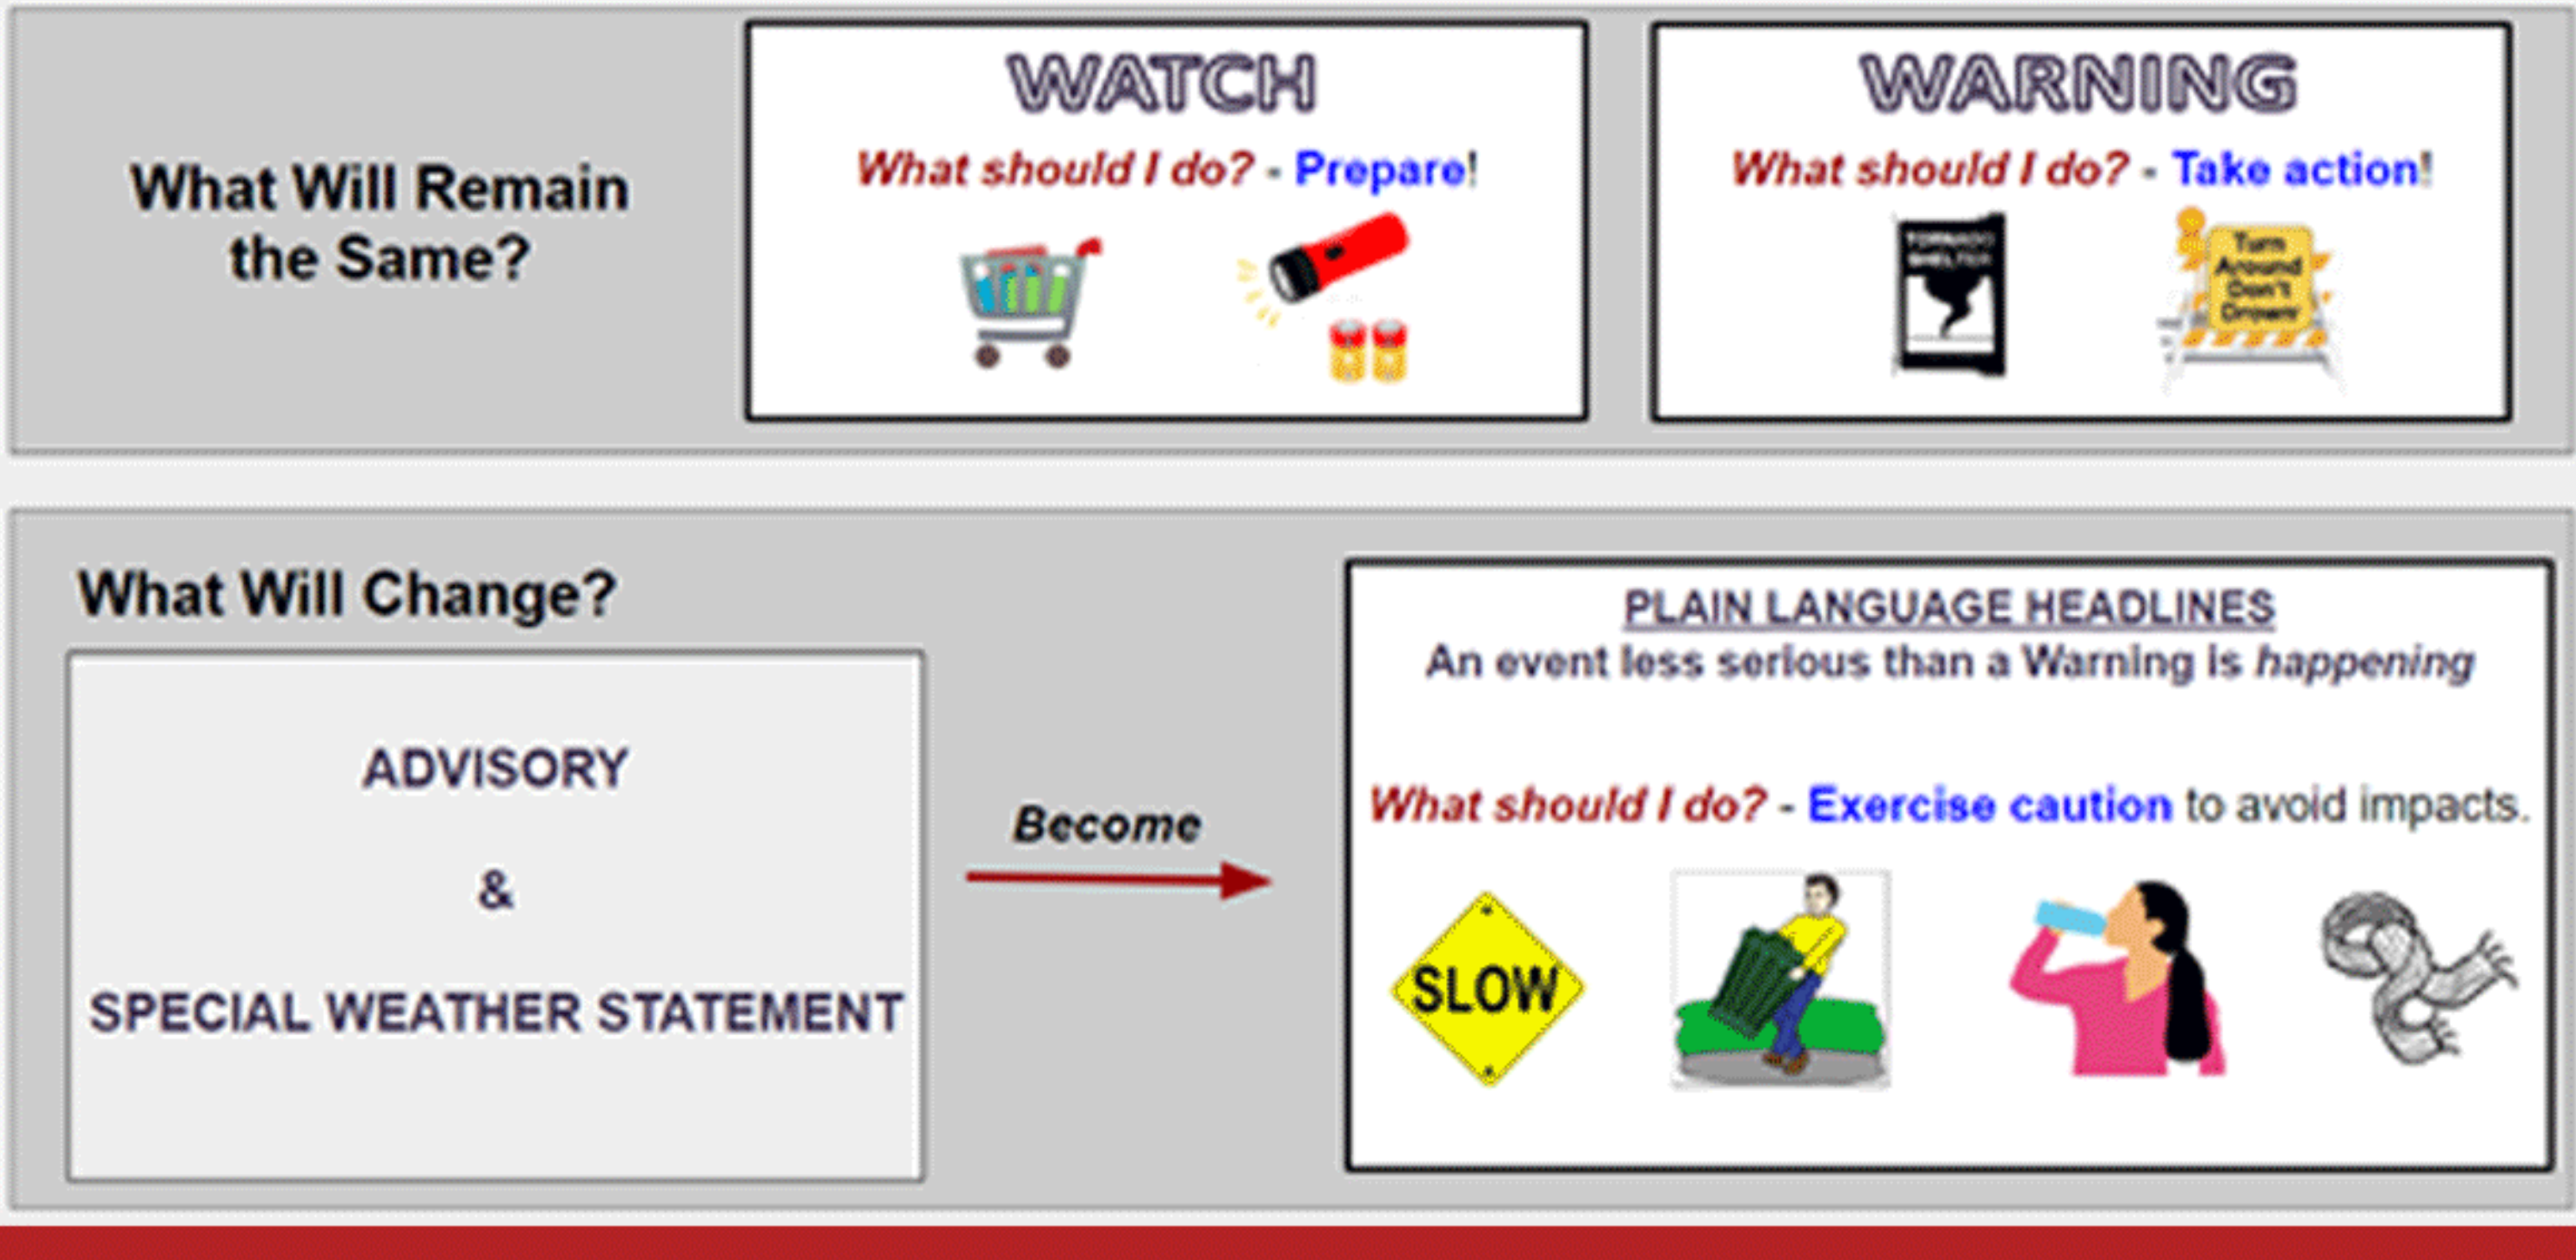 What Will Remain
the Same?
WATCH
What should I do? - Prepare!
WARNING
What should I do? - Take action!
TORNADO
SHELTER
Turn
Around
Don't
Drown
What Will Change?
ADVISORY
&
SPECIAL WEATHER STATEMENT
Become
PLAIN LANGUAGE HEADLINES
An event less serious than a Warning is happening
What should I do? - Exercise caution to avoid impacts.
SLOW